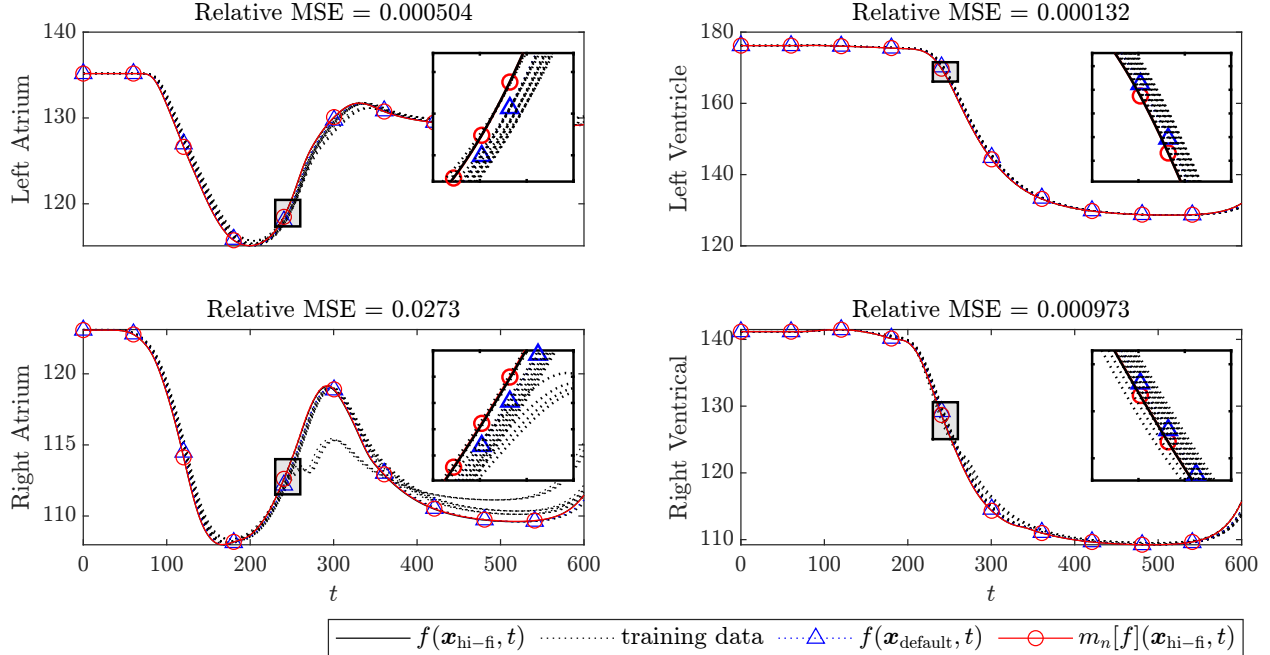 Relative MSE = 0.000504
Left Atrium
140
130
120
Relative MSE = 0.000132
Left Ventricle
180
160
140
120
Relative MSE = 0.0273
Right Atrium
120
115
110
0 100 200 300 400 500 600
t
Relative MSE = 0.000973
Right Ventrical
140
130
120
110
0 100 200 300 400 500 600
t
f(x_hi−fi, t) training data f(x_default, t) m_n[f](x_hi−fi, t)